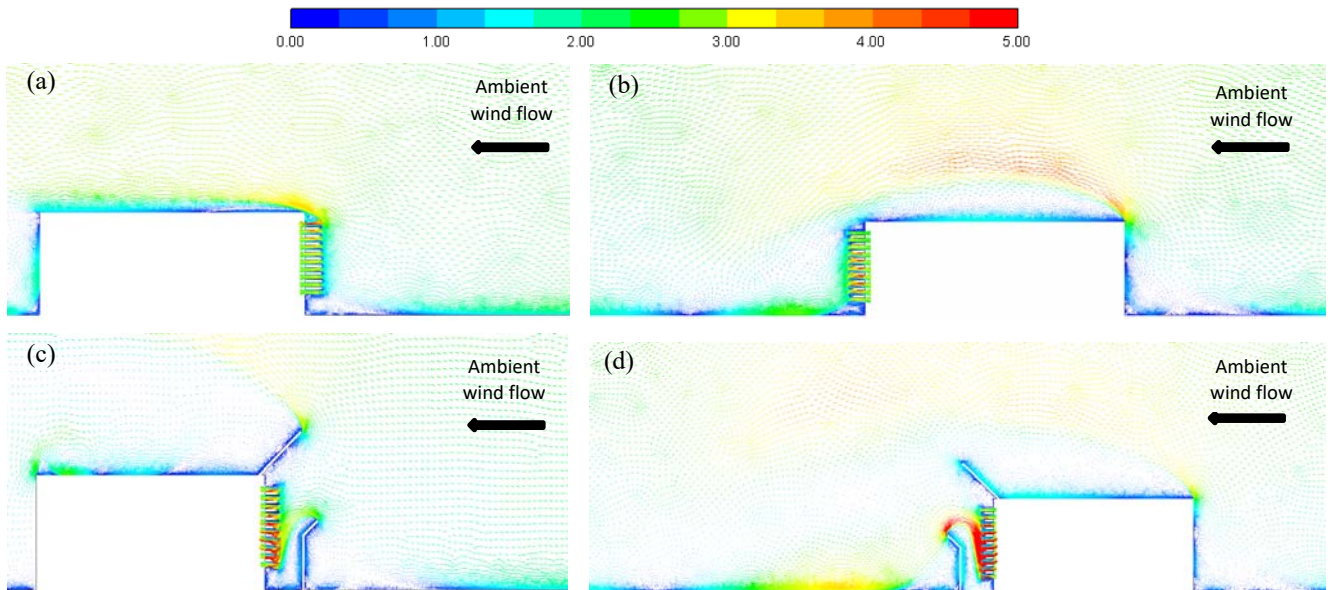 0.00 1.00 2.00 3.00 4.00 5.00
(a)
Ambient
wind flow
(b)
Ambient
wind flow
(c)
Ambient
wind flow
(d)
Ambient
wind flow